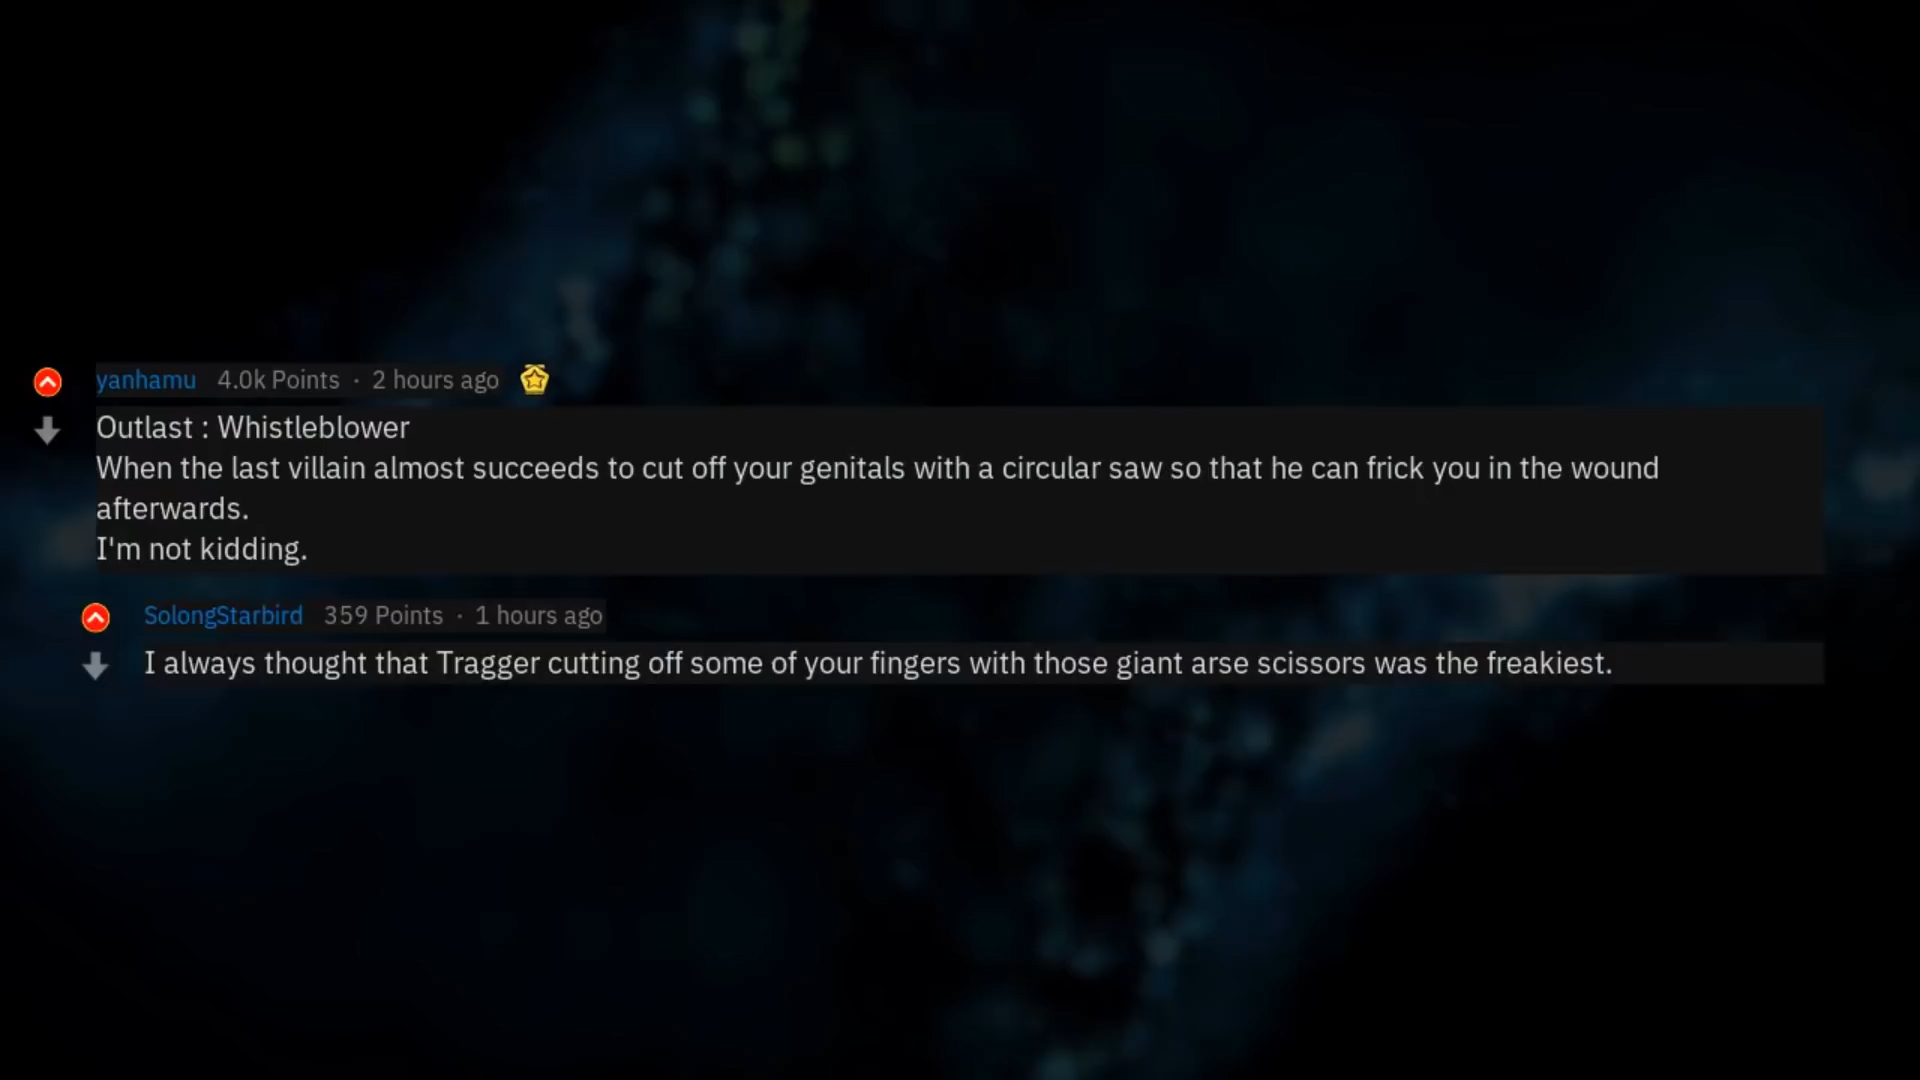 yanhamu 4.0k Points · 2 hours ago
Outlast : Whistleblower
When the last villain almost succeeds to cut off your genitals with a circular saw so that he can frick you in the wound
afterwards.
I'm not kidding.
SolongStarbird 359 Points · 1 hours ago
I always thought that Tragger cutting off some of your fingers with those giant arse scissors was the freakiest.